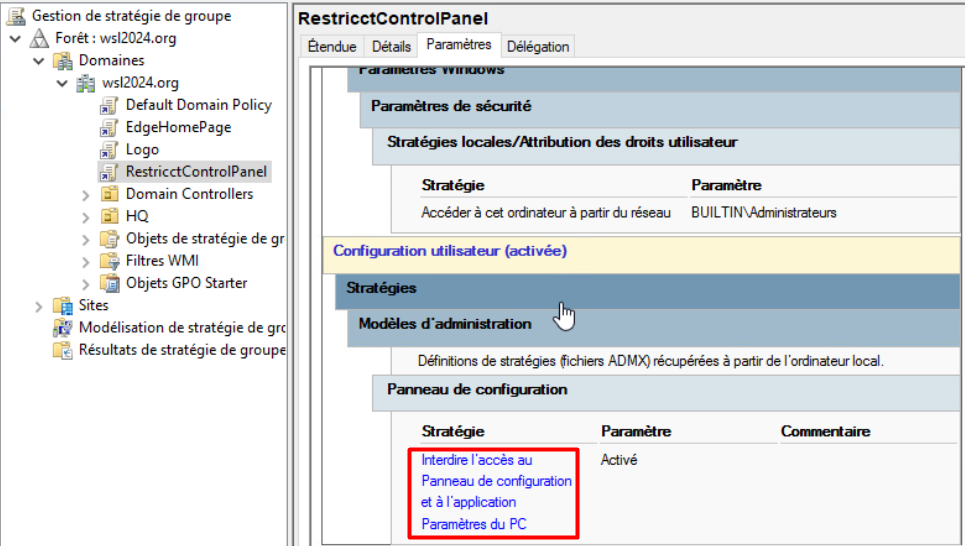 Gestion de stratégie de groupe
Forêt : wsl2024.org
Domaines
wsl2024.org
Default Domain Policy
EdgeHomePage
Logo
RestricctControlPanel
Domain Controllers
HQ
Objets de stratégie de gr
Filtres WMI
Objets GPO Starter
Sites
Modélisation de stratégie de gro
Résultats de stratégie de groupe
RestricctControlPanel
Étendue Détails Paramètres Délégation
Paramètres Windows
Paramètres de sécurité
Stratégies locales/Attribution des droits utilisateur
Stratégie Paramètre
Accéder à cet ordinateur à partir du réseau BUILTIN\Administrateurs
Configuration utilisateur (activée)
Stratégies
Modèles d'administration
Définitions de stratégies (fichiers ADMX) récupérées à partir de l'ordinateur local.
Panneau de configuration
Stratégie Paramètre Commentaire
Interdire l'accès au Activé
Panneau de configuration
et à l'application
Paramètres du PC